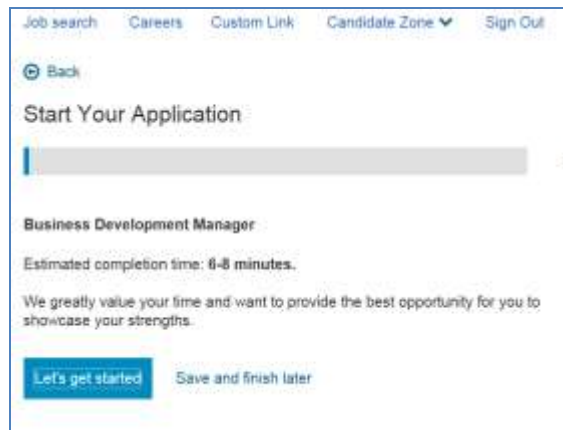 Job search Careers Custom Link Candidate Zone Sign Out
Back
Start Your Application
Business Development Manager
Estimated completion time: 6-8 minutes.
We greatly value your time and want to provide the best opportunity for you to
showcase your strengths.
Let's get started Save and finish later